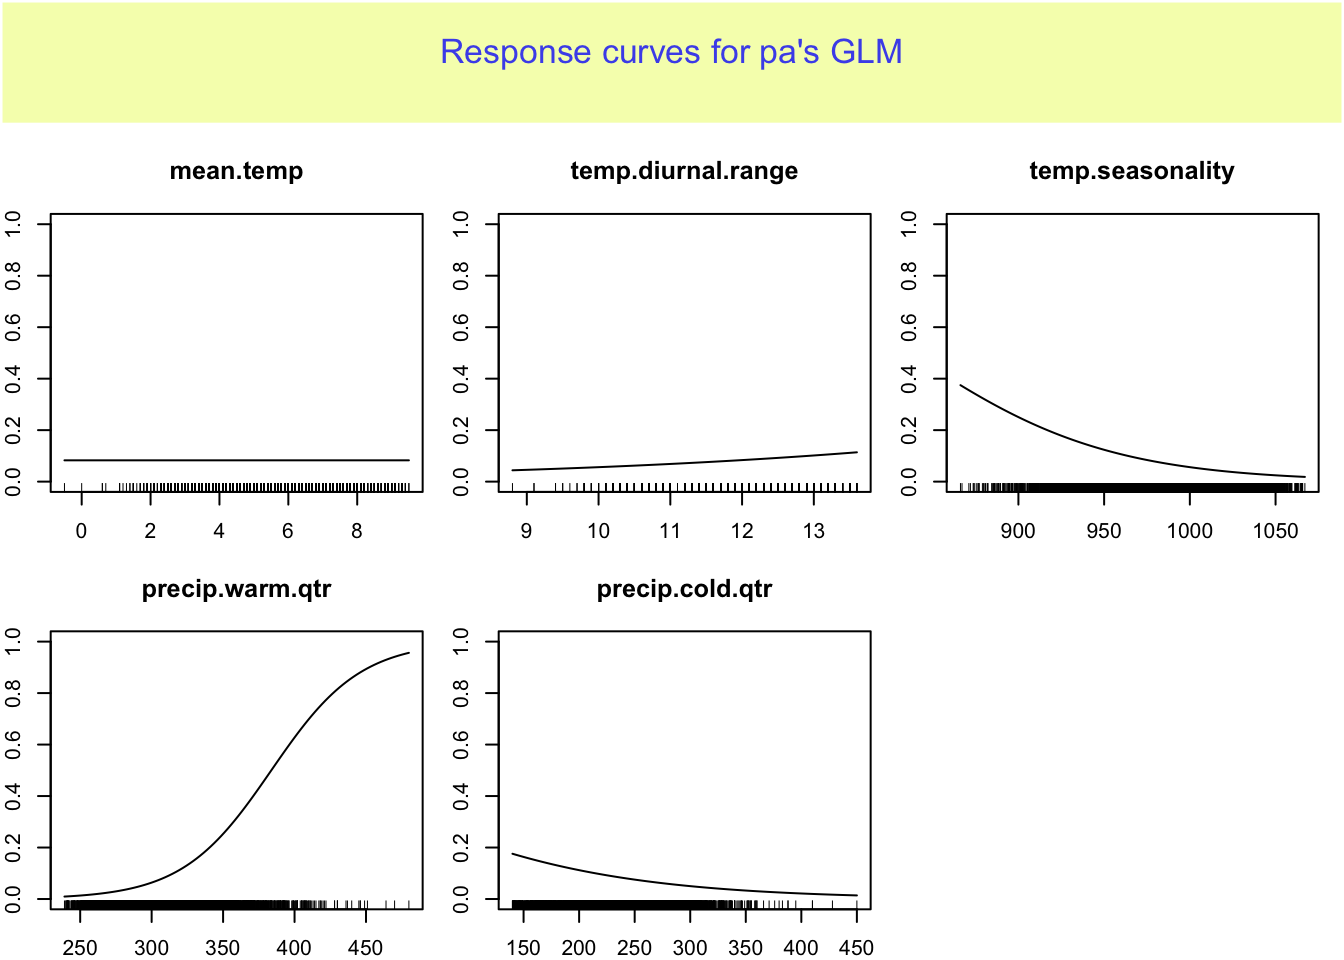 Response curves for pa's GLM
mean.temp
temp.diurnal.range
temp.seasonality
0.0 0.2 0.4 0.6 0.8 1.0
0 2 4 6 8
0.0 0.2 0.4 0.6 0.8 1.0
9 10 11 12 13
0.0 0.2 0.4 0.6 0.8 1.0
900 950 1000 1050
precip.warm.qtr
precip.cold.qtr
0.0 0.2 0.4 0.6 0.8 1.0
250 300 350 400 450
0.0 0.2 0.4 0.6 0.8 1.0
150 200 250 300 350 400 450